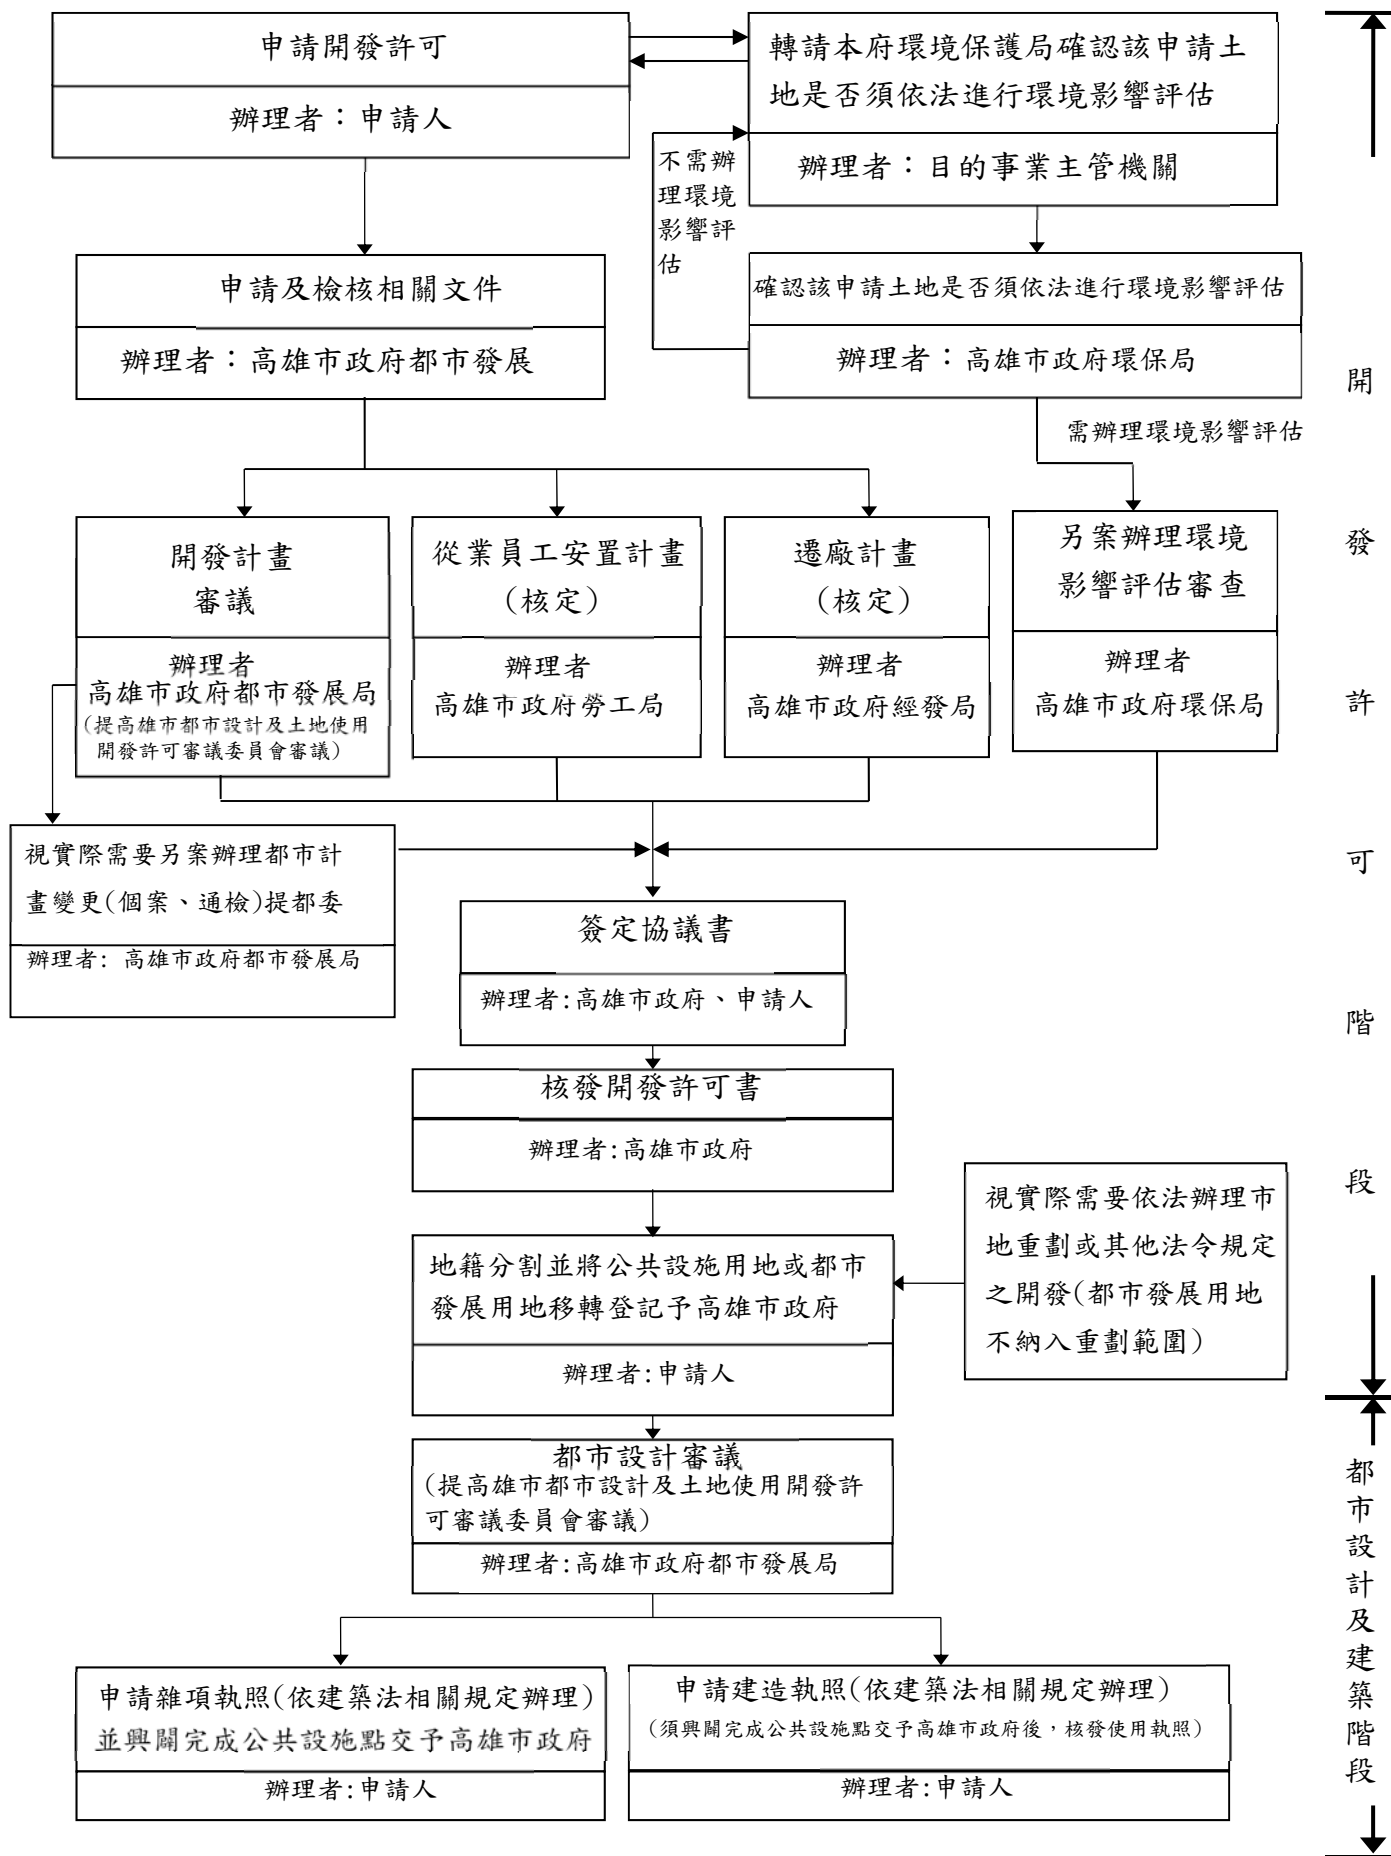 申請開發許可
辦理者：申請人
轉請本府環境保護局確認該申請土
地是否須依法進行環境影響評估
辦理者：目的事業主管機關
不需辦
理環境
影響評
估
申請及檢核相關文件
辦理者：高雄市政府都市發展
確認該申請土地是否須依法進行環境影響評估
辦理者：高雄市政府環保局
需辦理環境影響評估
開發計畫
審議
辦理者
高雄市政府都市發展局
(提高雄市都市設計及土地使用
開發許可審議委員會審議)
從業員工安置計畫
(核定)
辦理者
高雄市政府勞工局
遷廠計畫
(核定)
辦理者
高雄市政府經發局
另案辦理環境
影響評估審查
辦理者
高雄市政府環保局
視實際需要另案辦理都市計
畫變更(個案、通檢)提都委
辦理者: 高雄市政府都市發展局
簽定協議書
辦理者:高雄市政府、申請人
核發開發許可書
辦理者:高雄市政府
地籍分割並將公共設施用地或都市
發展用地移轉登記予高雄市政府
辦理者:申請人
視實際需要依法辦理市
地重劃或其他法令規定
之開發(都市發展用地
不納入重劃範圍)
都市設計審議
(提高雄市都市設計及土地使用開發許
可審議委員會審議)
辦理者:高雄市政府都市發展局
申請雜項執照(依建築法相關規定辦理)
並興闢完成公共設施點交予高雄市政府
辦理者:申請人
申請建造執照(依建築法相關規定辦理)
(須興闢完成公共設施點交予高雄市政府後，核發使用執照)
辦理者:申請人
開發許可階段
都市設計及建築階段